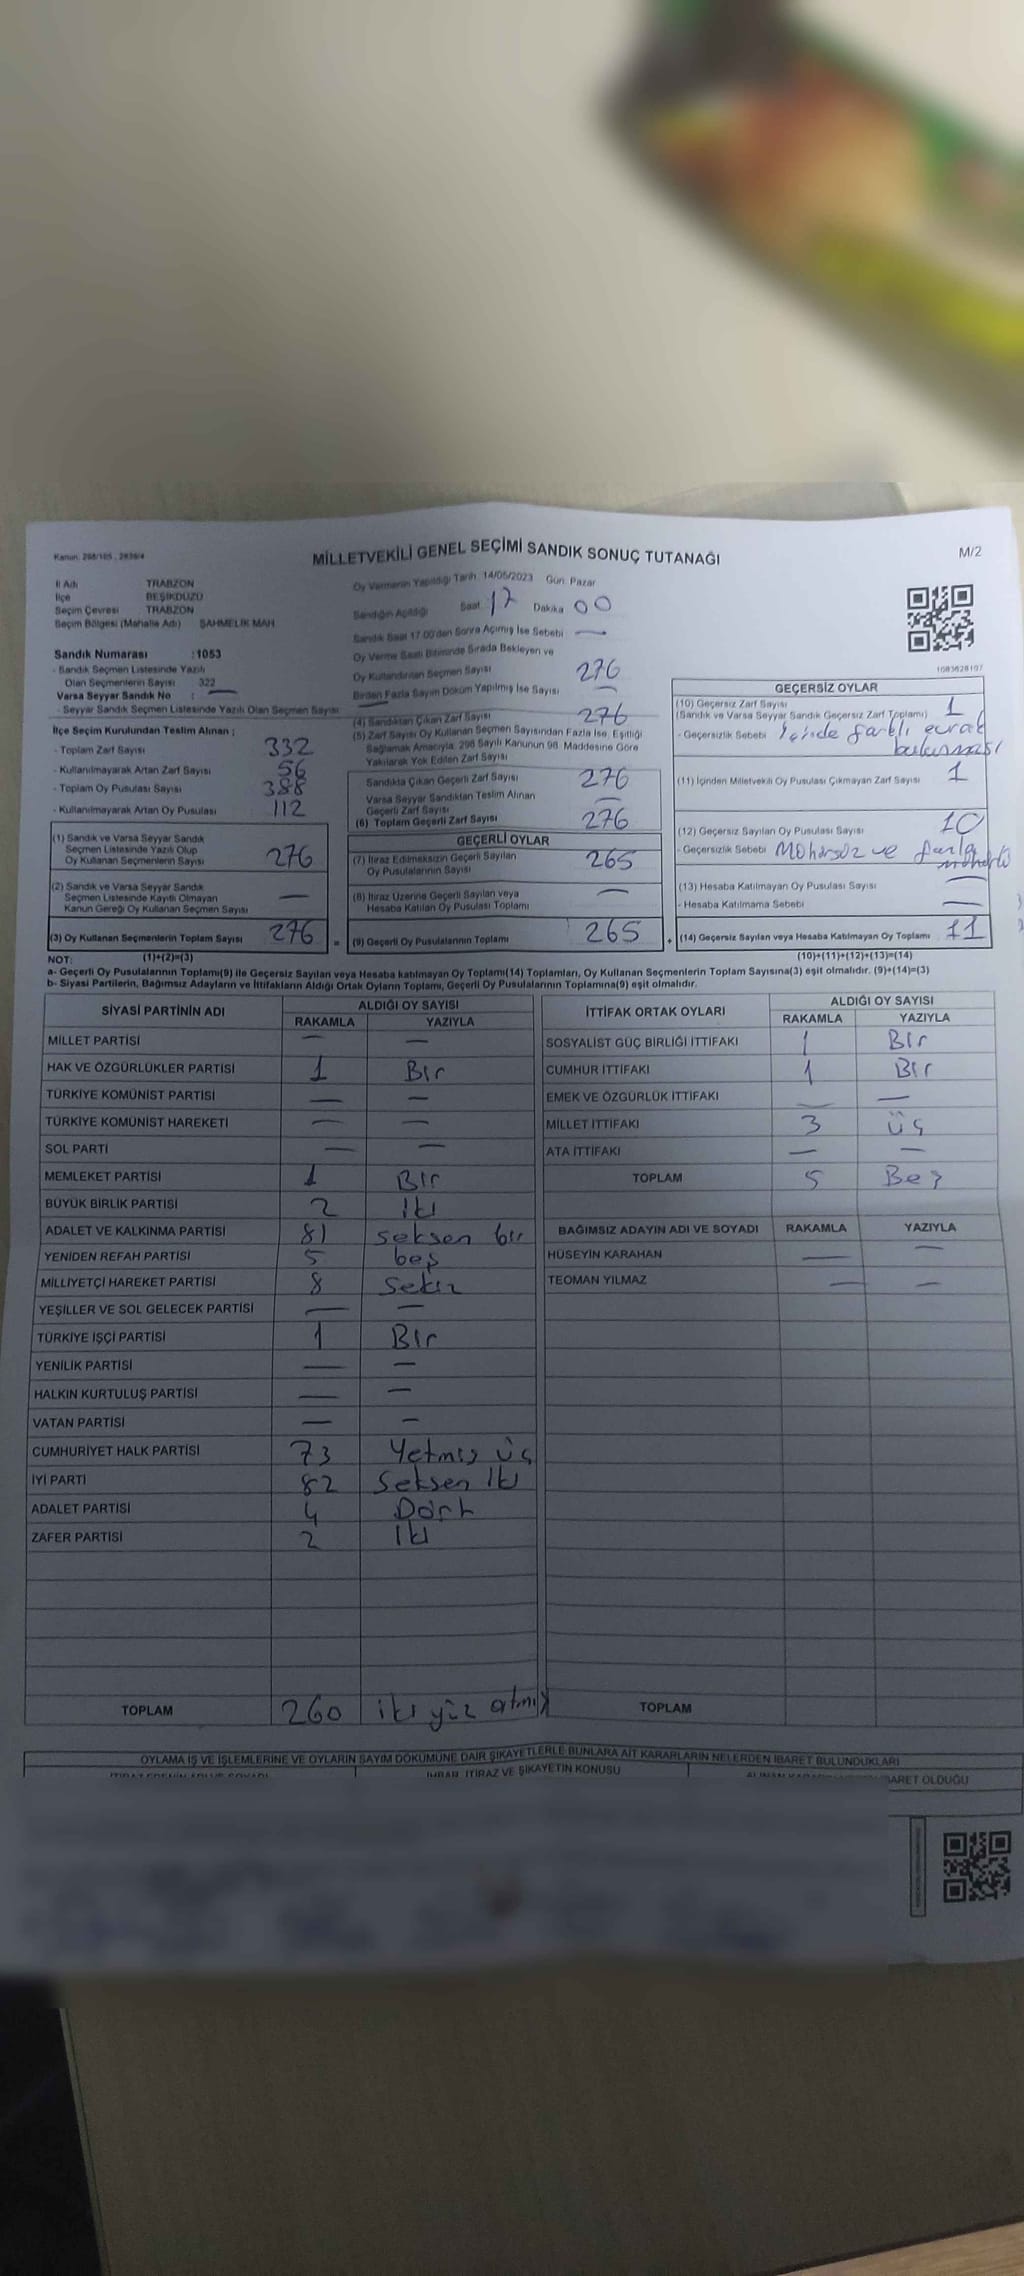 Kanun: 298/105 , 2839/4
MİLLETVEKİLİ GENEL SEÇİMİ SANDIK SONUÇ TUTANAĞI
M/2
İl Adı TRABZON
İlçe BEŞİKDÜZÜ
Seçim Çevresi TRABZON
Seçim Bölgesi (Mahalle Adı) ŞAHMELİK MAH
Oy Vermenin Yapıldığı Tarih 14/05/2023 Gün: Pazar
Sandığın Açıldığı Saat 17 Dakika 00
Sandık Saat 17.00'den Sonra Açılmış İse Sebebi —
Oy Verme Saati Bitiminde Sırada Bekleyen ve
Oy Kullandırılan Seçmen Sayısı 276
Birden Fazla Sayım Döküm Yapılmış İse Sayısı —
Sandık Numarası :1053
- Sandık Seçmen Listesinde Yazılı
Olan Seçmenlerin Sayısı 322
Varsa Seyyar Sandık No : —
- Seyyar Sandık Seçmen Listesinde Yazılı Olan Seçmen Sayısı —
İlçe Seçim Kurulundan Teslim Alınan ;
- Toplam Zarf Sayısı 332
- Kullanılmayarak Artan Zarf Sayısı 56
- Toplam Oy Pusulası Sayısı 388
- Kullanılmayarak Artan Oy Pusulası 112
(1) Sandık ve Varsa Seyyar Sandık
Seçmen Listesinde Yazılı Olup
Oy Kullanan Seçmenlerin Sayısı 276
(2) Sandık ve Varsa Seyyar Sandık
Seçmen Listesinde Kayıtlı Olmayan
Kanun Gereği Oy Kullanan Seçmen Sayısı —
(3) Oy Kullanan Seçmenlerin Toplam Sayısı 276 =
(4) Sandıktan Çıkan Zarf Sayısı 276
(5) Zarf Sayısı Oy Kullanan Seçmen Sayısından Fazla İse, Eşitliği
Sağlamak Amacıyla, 298 Sayılı Kanunun 98. Maddesine Göre
Yakılarak Yok Edilen Zarf Sayısı
Sandıkta Çıkan Geçerli Zarf Sayısı 276
Varsa Seyyar Sandıktan Teslim Alınan
Geçerli Zarf Sayısı —
(6) Toplam Geçerli Zarf Sayısı 276
GEÇERLİ OYLAR
(7) İtiraz Edilmeksizin Geçerli Sayılan
Oy Pusulalarının Sayısı 265
(8) İtiraz Üzerine Geçerli Sayılan veya
Hesaba Katılan Oy Pusulası Toplamı —
(9) Geçerli Oy Pusulalarının Toplamı 265 +
1083628107
GEÇERSİZ OYLAR
(10) Geçersiz Zarf Sayısı 1
(Sandık ve Varsa Seyyar Sandık Geçersiz Zarf Toplamı)
- Geçersizlik Sebebi İçinde farklı evrak
bulunması
(11) İçinden Milletvekili Oy Pusulası Çıkmayan Zarf Sayısı 1
(12) Geçersiz Sayılan Oy Pusulası Sayısı 10
- Geçersizlik Sebebi Mühürsüz ve fazla
mühürlü
(13) Hesaba Katılmayan Oy Pusulası Sayısı —
- Hesaba Katılmama Sebebi —
(14) Geçersiz Sayılan veya Hesaba Katılmayan Oy Toplamı 11
NOT: (1)+(2)=(3) (10)+(11)+(12)+(13)=(14)
a- Geçerli Oy Pusulalarının Toplamı(9) ile Geçersiz Sayılan veya Hesaba katılmayan Oy Toplamı(14) Toplamları, Oy Kullanan Seçmenlerin Toplam Sayısına(3) eşit olmalıdır. (9)+(14)=(3)
b- Siyasi Partilerin, Bağımsız Adayların ve İttifakların Aldığı Ortak Oyların Toplamı, Geçerli Oy Pusulalarının Toplamına(9) eşit olmalıdır.
SİYASİ PARTİNİN ADI ALDIĞI OY SAYISI
RAKAMLA YAZIYLA
MİLLET PARTİSİ — —
HAK VE ÖZGÜRLÜKLER PARTİSİ 1 Bir
TÜRKİYE KOMÜNİST PARTİSİ — —
TÜRKİYE KOMÜNİST HAREKETİ — —
SOL PARTİ — —
MEMLEKET PARTİSİ 1 Bir
BÜYÜK BİRLİK PARTİSİ 2 İki
ADALET VE KALKINMA PARTİSİ 81 seksen bir
YENİDEN REFAH PARTİSİ 5 beş
MİLLİYETÇİ HAREKET PARTİSİ 8 Sekiz
YEŞİLLER VE SOL GELECEK PARTİSİ — —
TÜRKİYE İŞÇİ PARTİSİ 1 Bir
YENİLİK PARTİSİ — —
HALKIN KURTULUŞ PARTİSİ — —
VATAN PARTİSİ — —
CUMHURİYET HALK PARTİSİ 73 Yetmiş üç
İYİ PARTİ 82 Seksen iki
ADALET PARTİSİ 4 Dört
ZAFER PARTİSİ 2 iki
TOPLAM 260 iki yüz atmış
İTTİFAK ORTAK OYLARI ALDIĞI OY SAYISI
RAKAMLA YAZIYLA
SOSYALİST GÜÇ BİRLİĞİ İTTİFAKI 1 Bir
CUMHUR İTTİFAKI 1 Bir
EMEK VE ÖZGÜRLÜK İTTİFAKI — —
MİLLET İTTİFAKI 3 üç
ATA İTTİFAKI — —
TOPLAM 5 Beş
BAĞIMSIZ ADAYIN ADI VE SOYADI RAKAMLA YAZIYLA
HÜSEYİN KARAHAN — —
TEOMAN YILMAZ — —
TOPLAM
OYLAMA İŞ VE İŞLEMLERİNE VE OYLARIN SAYIM DÖKÜMÜNE DAİR ŞİKAYETLERLE BUNLARA AİT KARARLARIN NELERDEN İBARET BULUNDUKLARI
İHBAR, İTİRAZ VE ŞİKAYETİN KONUSU
İBARET OLDUĞU